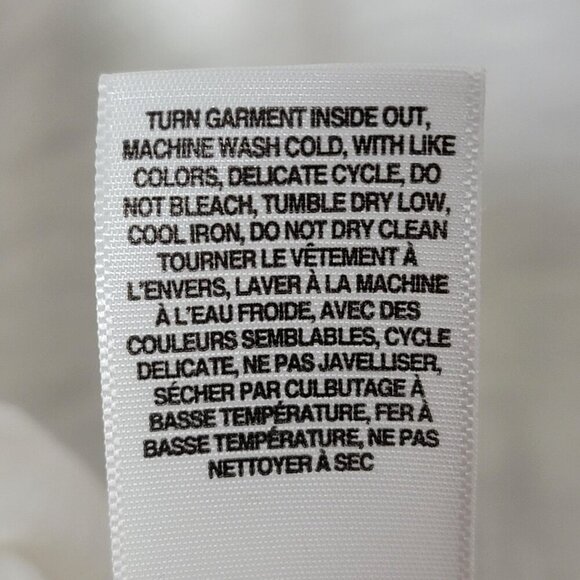 TURN GARMENT INSIDE OUT,
MACHINE WASH COLD, WITH LIKE
COLORS, DELICATE CYCLE, DO
NOT BLEACH, TUMBLE DRY LOW,
COOL IRON, DO NOT DRY CLEAN
TOURNER LE VÊTEMENT À
L'ENVERS, LAVER À LA MACHINE
À L'EAU FROIDE, AVEC DES
COULEURS SEMBLABLES, CYCLE
DELICATE, NE PAS JAVELLISER,
SÉCHER PAR CULBUTAGE À
BASSE TEMPÉRATURE, FER À
BASSE TEMPÉRATURE, NE PAS
NETTOYER À SEC